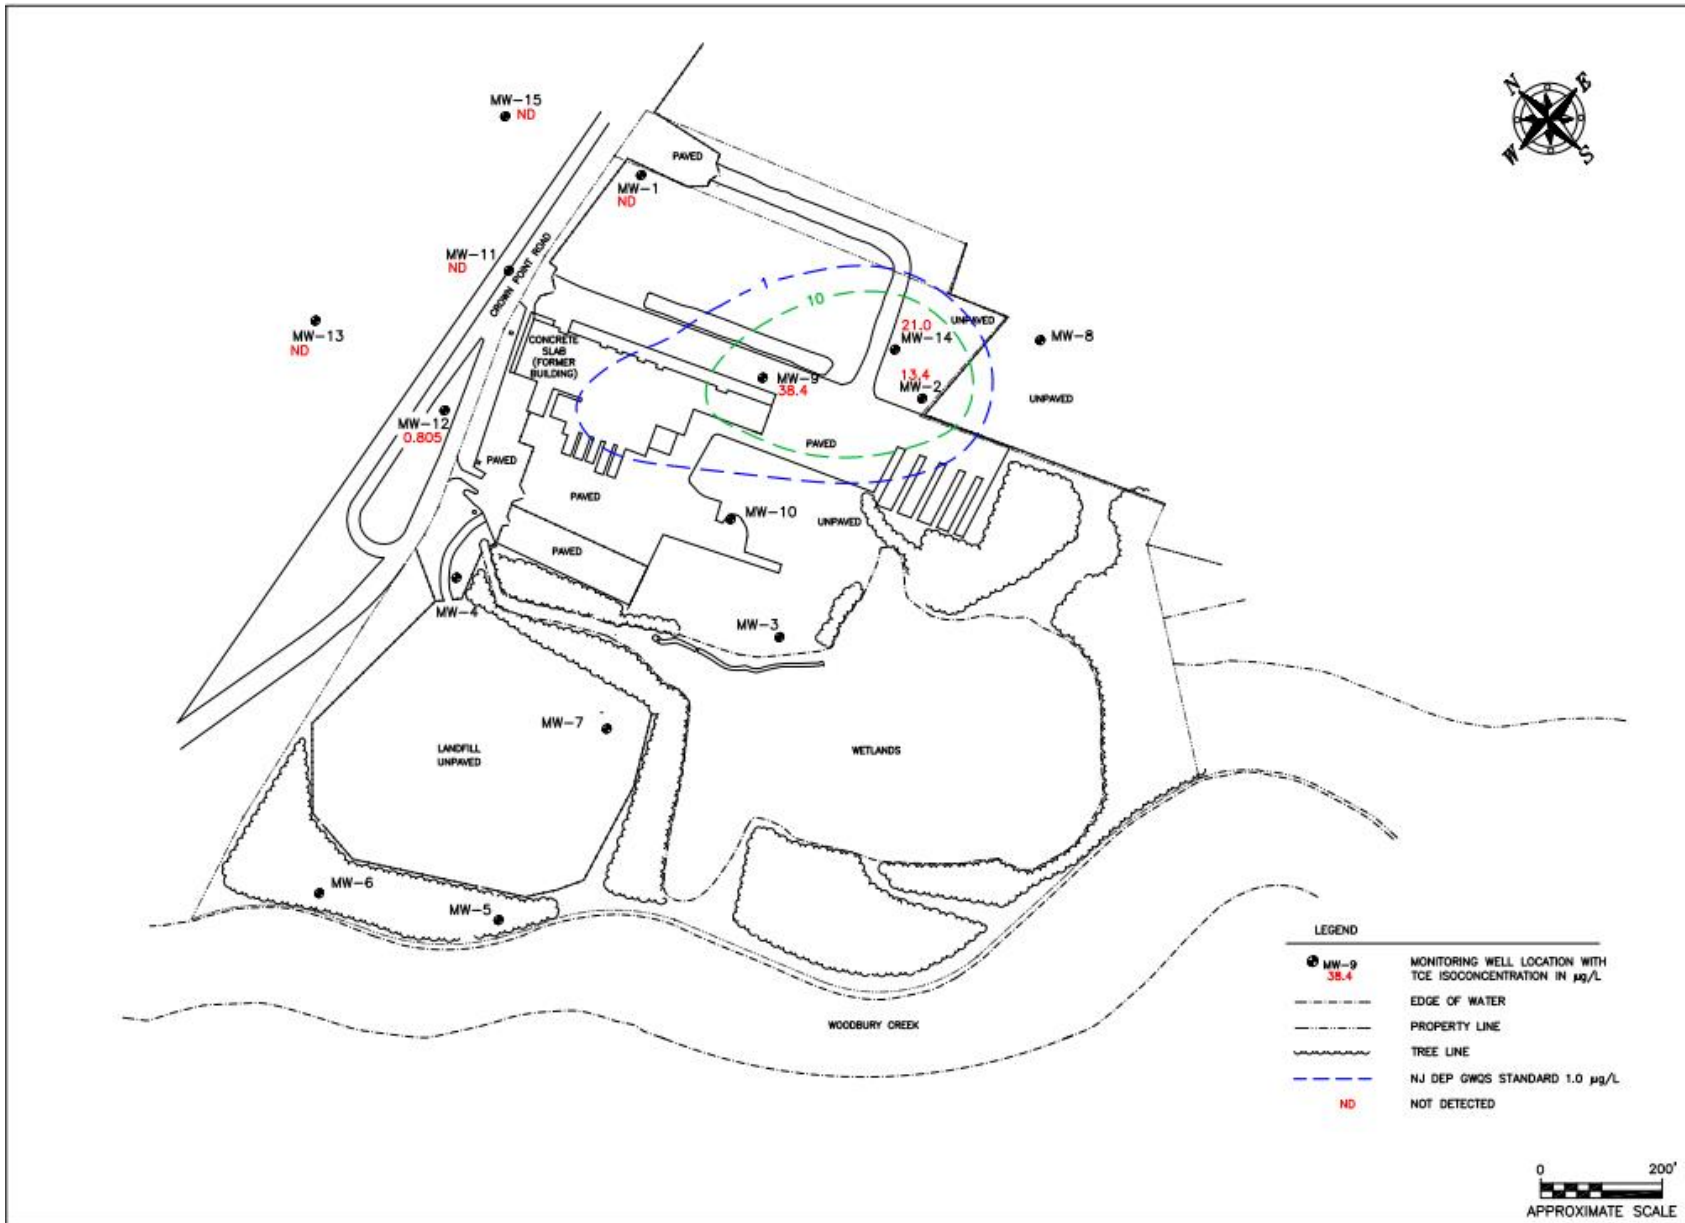 N
E
W
S
MW-15
ND
PAVED
MW-1
ND
MW-11
ND
CROWN POINT ROAD
MW-13
ND
1
10
21.0
UNPAVED
MW-14
MW-8
CONCRETE
SLAB
(FORMER
BUILDING)
MW-9
38.4
13.4
MW-2
UNPAVED
MW-12
0.805
PAVED
PAVED
PAVED
MW-10
UNPAVED
PAVED
MW-4
MW-3
MW-7
LANDFILL
UNPAVED
WETLANDS
MW-6
MW-5
WOODBURY CREEK
LEGEND
MW-9
38.4
MONITORING WELL LOCATION WITH
TCE ISOCONCENTRATION IN µg/L
EDGE OF WATER
PROPERTY LINE
TREE LINE
NJ DEP GWQS STANDARD 1.0 µg/L
ND NOT DETECTED
0 200'
APPROXIMATE SCALE